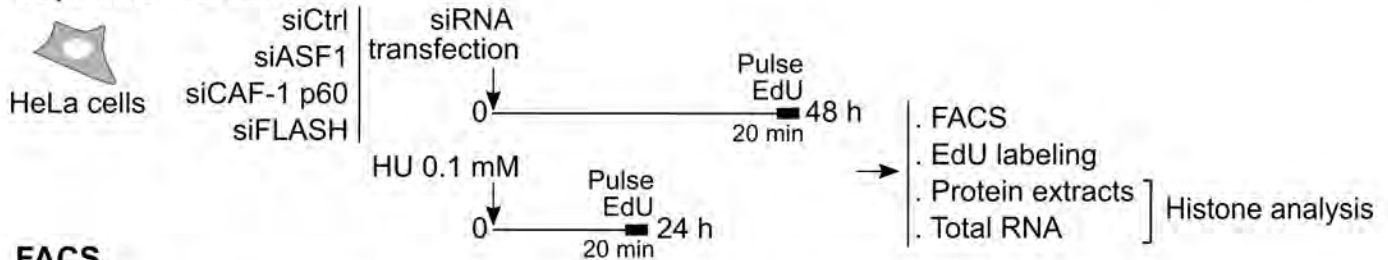 siCtrl
siASF1
siCAF-1 p60
siFLASH
HeLa cells
siRNA
transfection
0
Pulse
EdU
48 h
20 min
HU 0.1 mM
0
Pulse
EdU
24 h
20 min
. FACS
. EdU labeling
. Protein extracts
. Total RNA
Histone analysis
FACS